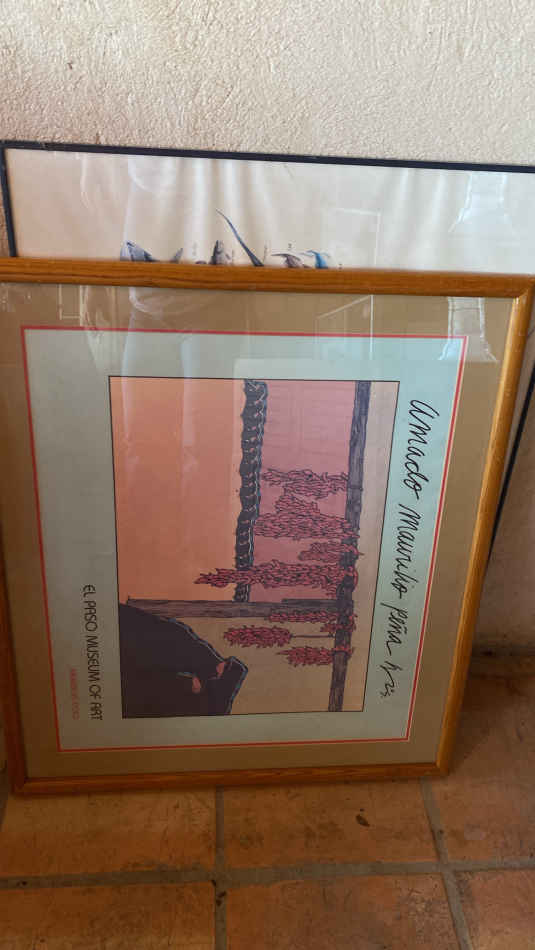 amado maurilio peña jr.
EL PASO MUSEUM OF ART